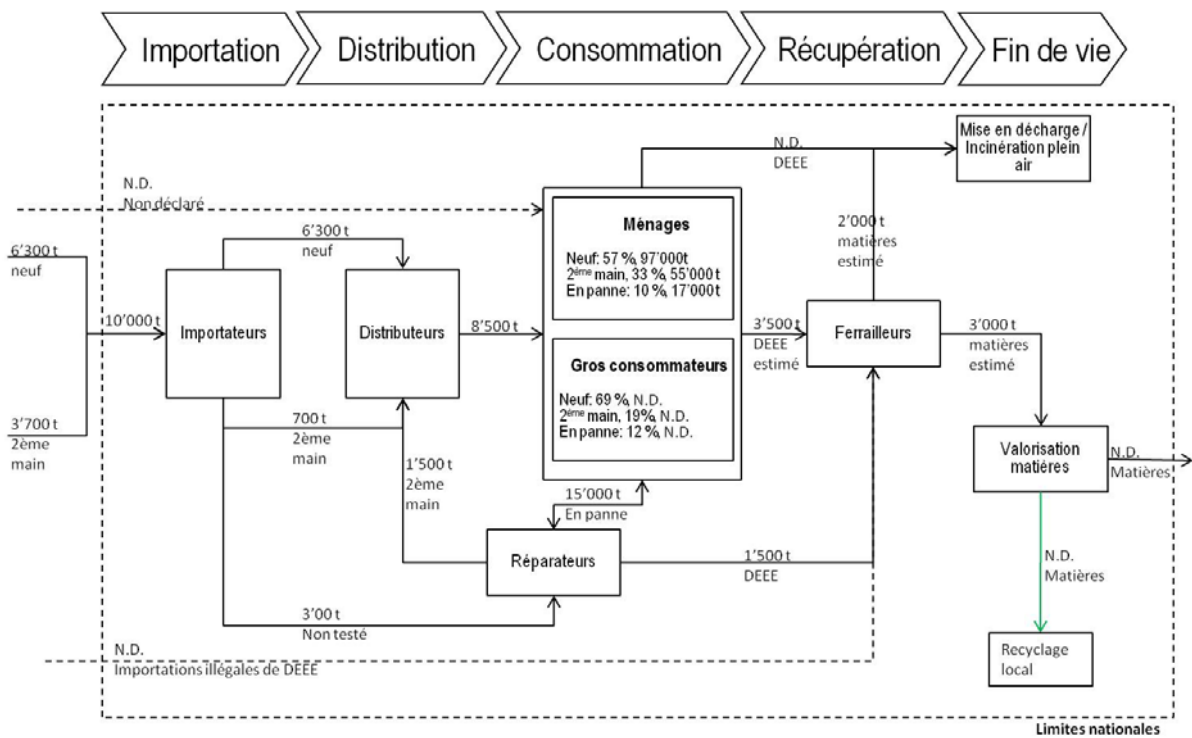 Importation
Distribution
Consommation
Récupération
Fin de vie
Mise en décharge /
Incinération plein
air
N.D.
DEEE
N.D.
Non déclaré
6’300 t
neuf
6’300 t
neuf
10’000 t
Importateurs
Distributeurs
8’500 t
Ménages
Neuf: 57 %, 97’000t
2ème main, 33 %, 55’000 t
En panne: 10 %, 17’000 t
2’000 t
matières
estimé
3’500 t
DEEE
estimé
Ferrailleurs
3’000 t
matières
estimé
Gros consommateurs
Neuf: 69 %, N.D.
2ème main, 19%, N.D.
En panne: 12 %, N.D.
3’700 t
2ème
main
700 t
2ème
main
1’500 t
2ème
main
15’000 t
En panne
Valorisation
matières
N.D.
Matières
Réparateurs
1’500 t
DEEE
N.D.
Matières
3’00 t
Non testé
N.D.
Importations illégales de DEEE
Recyclage
local
Limites nationales